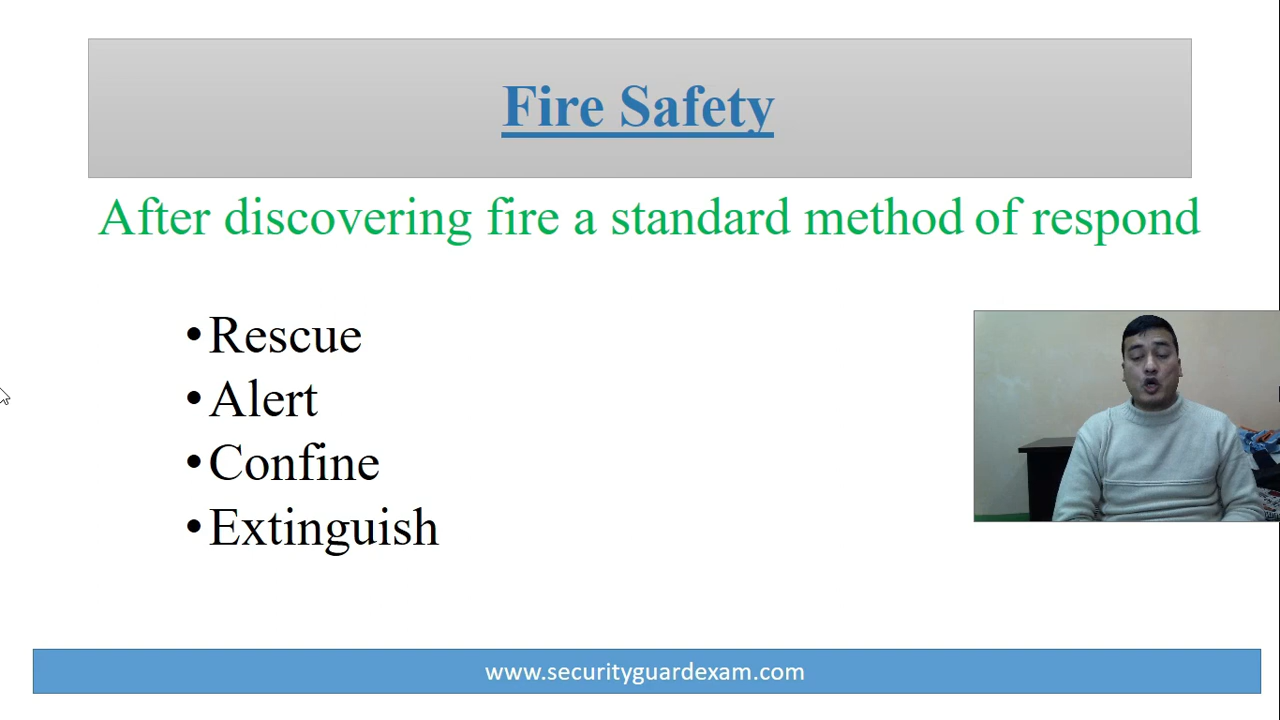 Fire Safety
After discovering fire a standard method of respond
•Rescue
•Alert
•Confine
•Extinguish
www.securityguardexam.com